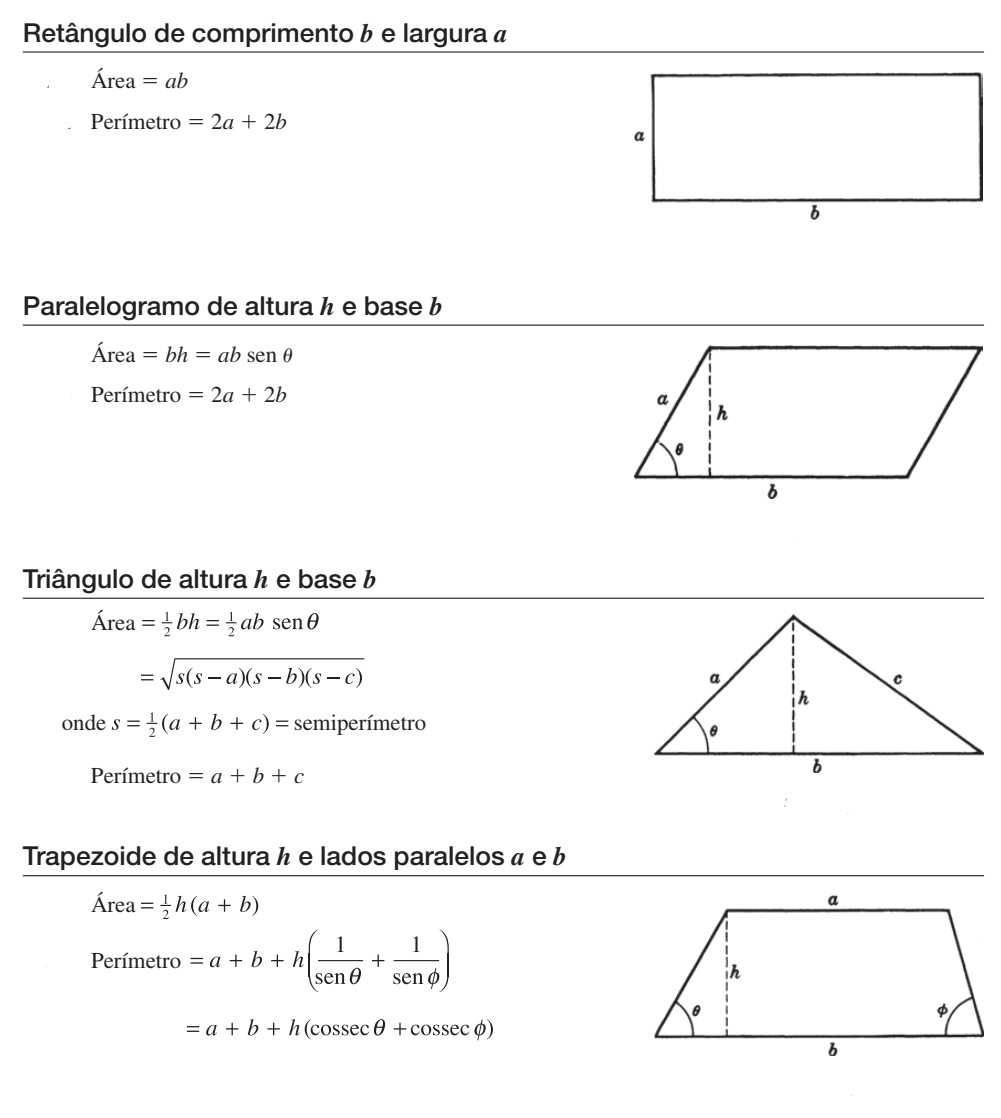 Retângulo de comprimento b e largura a
Área = ab
Perímetro = 2a + 2b
a
b
Paralelogramo de altura h e base b
Área = bh = ab sen θ
Perímetro = 2a + 2b
a
h
θ
b
Triângulo de altura h e base b
Área = ½ bh = ½ ab sen θ
= √s(s – a)(s – b)(s – c)
onde s = ½ (a + b + c) = semiperímetro
Perímetro = a + b + c
a
c
h
θ
b
Trapezoide de altura h e lados paralelos a e b
Área = ½ h (a + b)
Perímetro = a + b + h(1/sen θ + 1/sen ϕ)
= a + b + h (cossec θ + cossec ϕ)
a
h
θ
ϕ
b